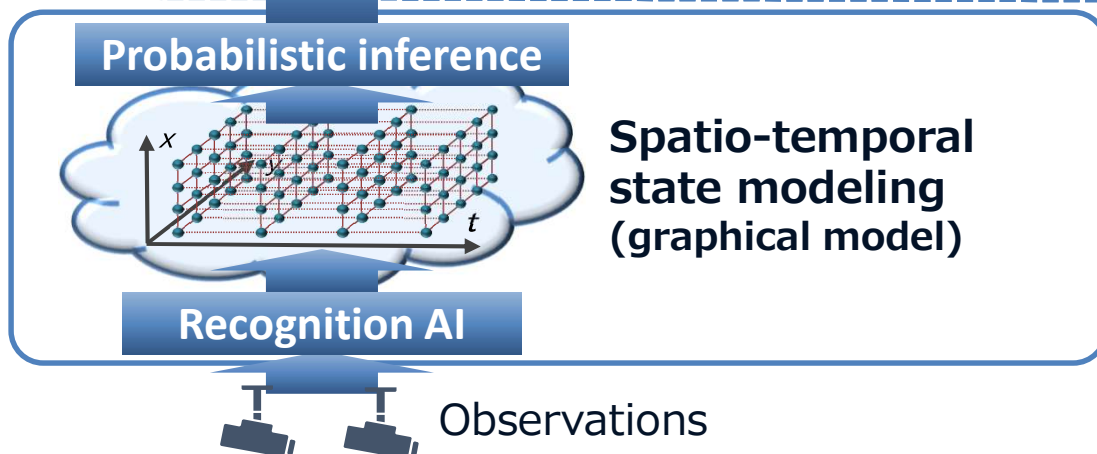 Probabilistic inference
x
y
t
Spatio-temporal
state modeling
(graphical model)
Recognition AI
Observations